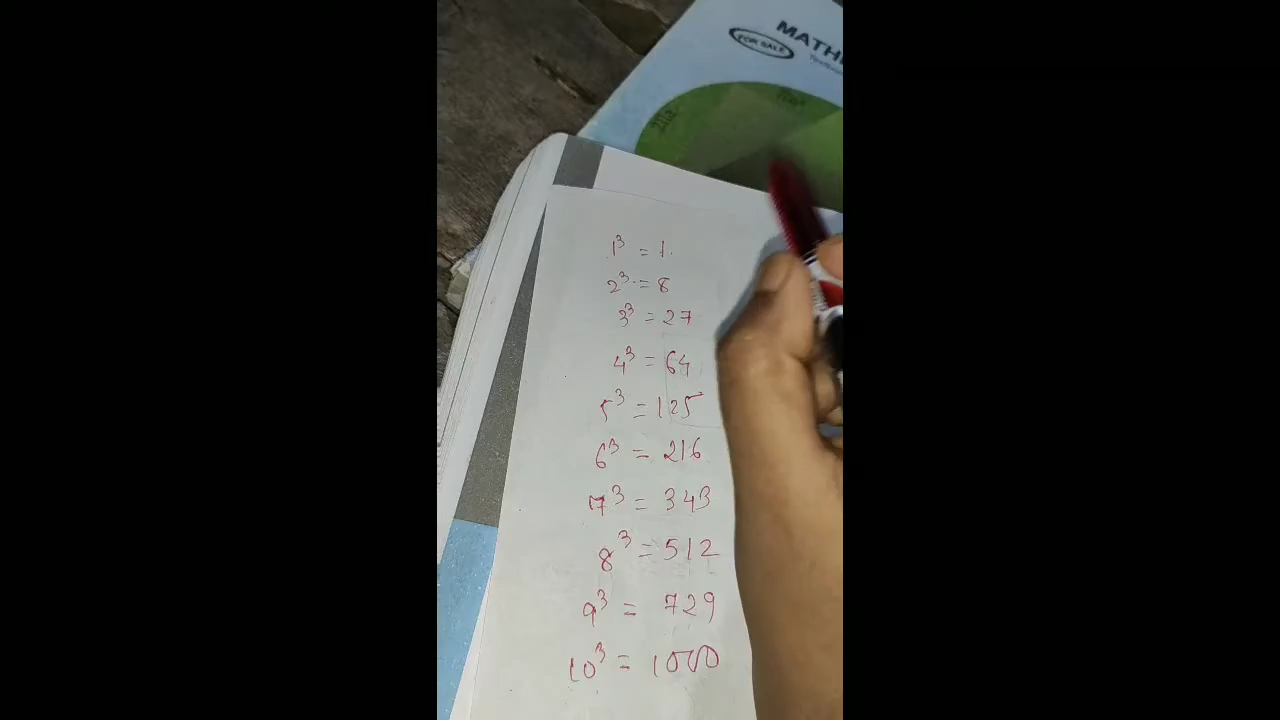 MATH
FOR SALE
1³ = 1.
2³ = 8
3³ = 27
4³ = 64
5³ = 125
6³ = 216
7³ = 343
8³ = 512
9³ = 729
10³ = 1000